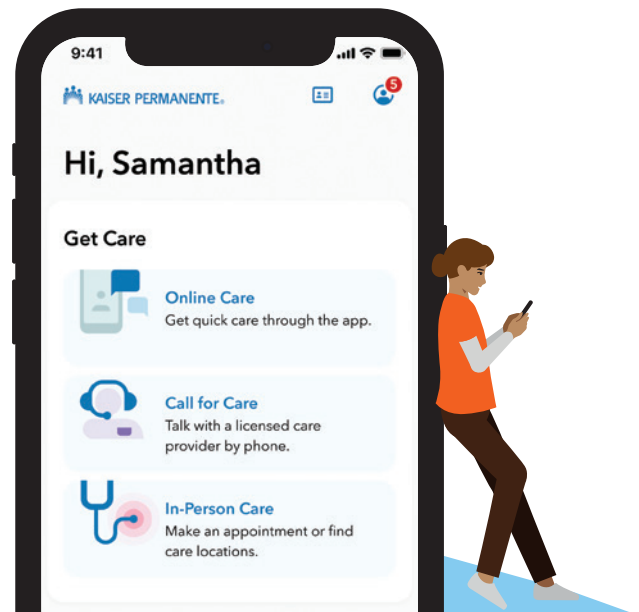 9:41
5
KAISER PERMANENTE.
Hi, Samantha
Get Care
Online Care
Get quick care through the app.
Call for Care
Talk with a licensed care
provider by phone.
In-Person Care
Make an appointment or find
care locations.